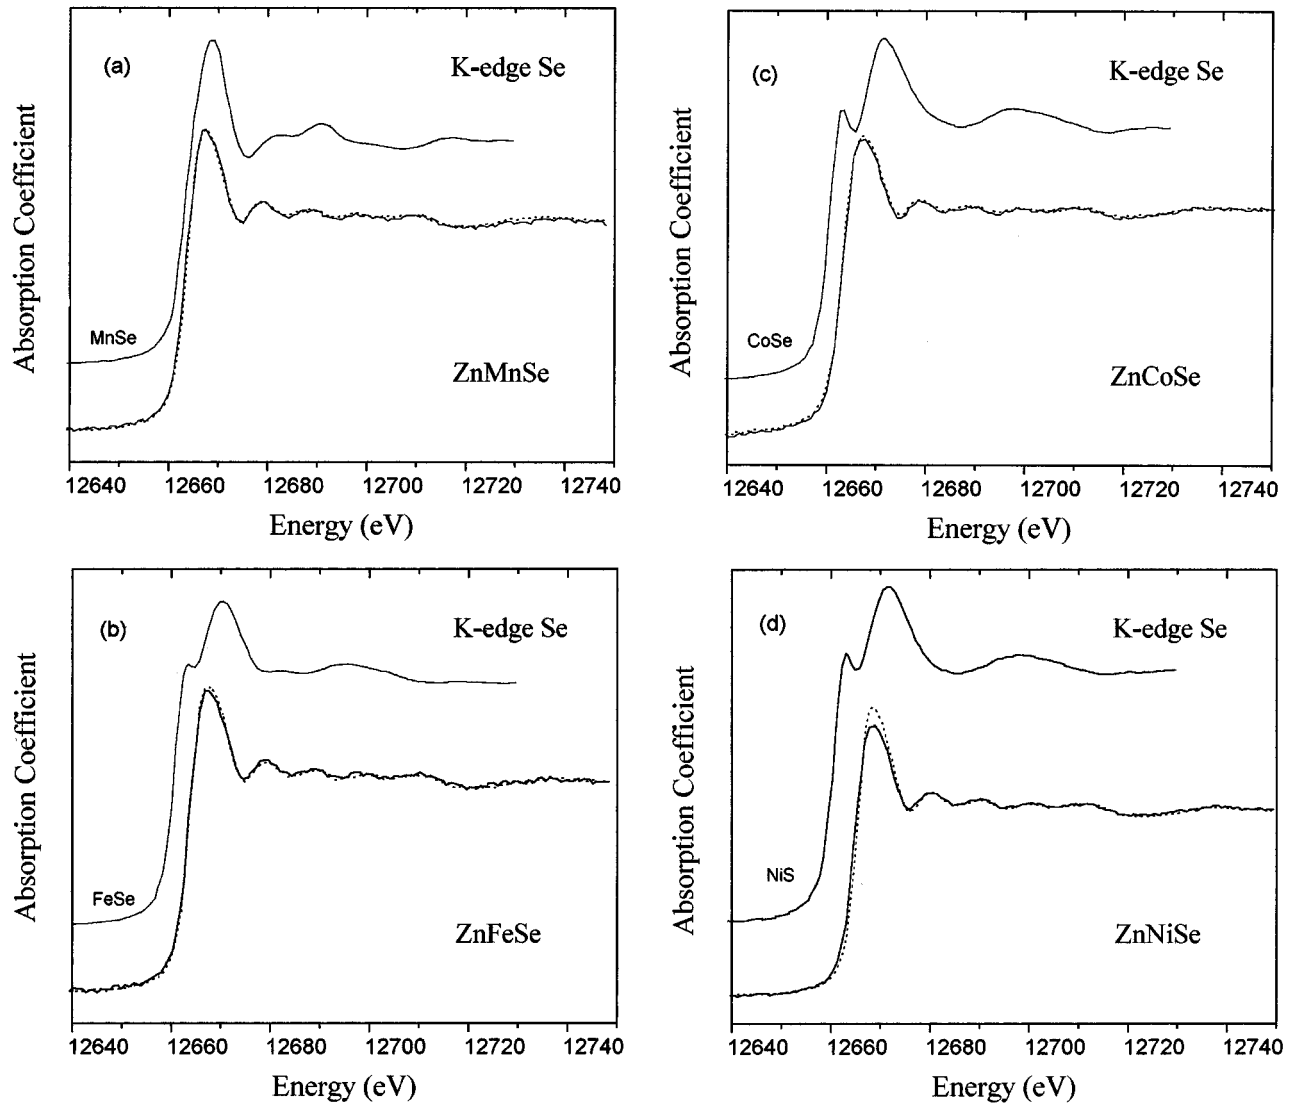 (a)
K-edge Se
Absorption Coefficient
MnSe
ZnMnSe
12640 12660 12680 12700 12720 12740
Energy (eV)
(c)
K-edge Se
Absorption Coefficient
CoSe
ZnCoSe
12640 12660 12680 12700 12720 12740
Energy (eV)
(b)
K-edge Se
Absorption Coefficient
FeSe
ZnFeSe
12640 12660 12680 12700 12720 12740
Energy (eV)
(d)
K-edge Se
Absorption Coefficient
NiS
ZnNiSe
12640 12660 12680 12700 12720 12740
Energy (eV)